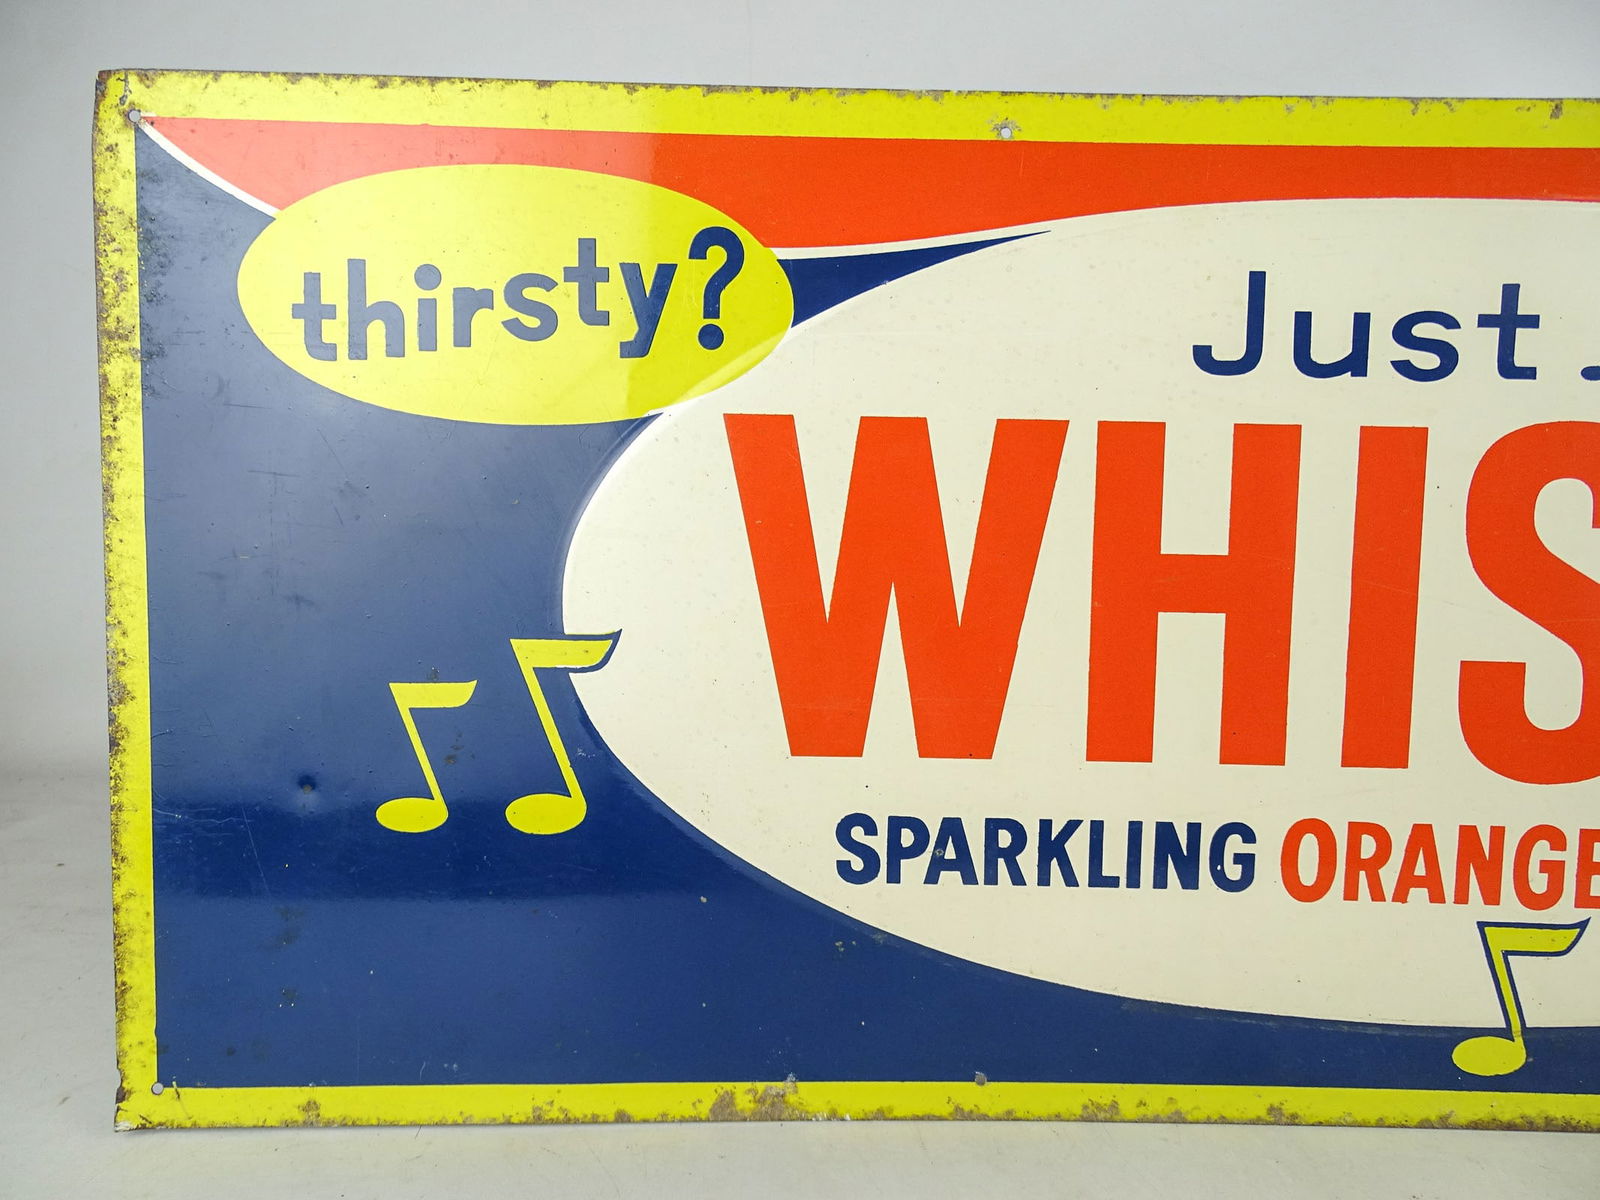 thirsty?
Just .
WHIS
SPARKLING ORANGE